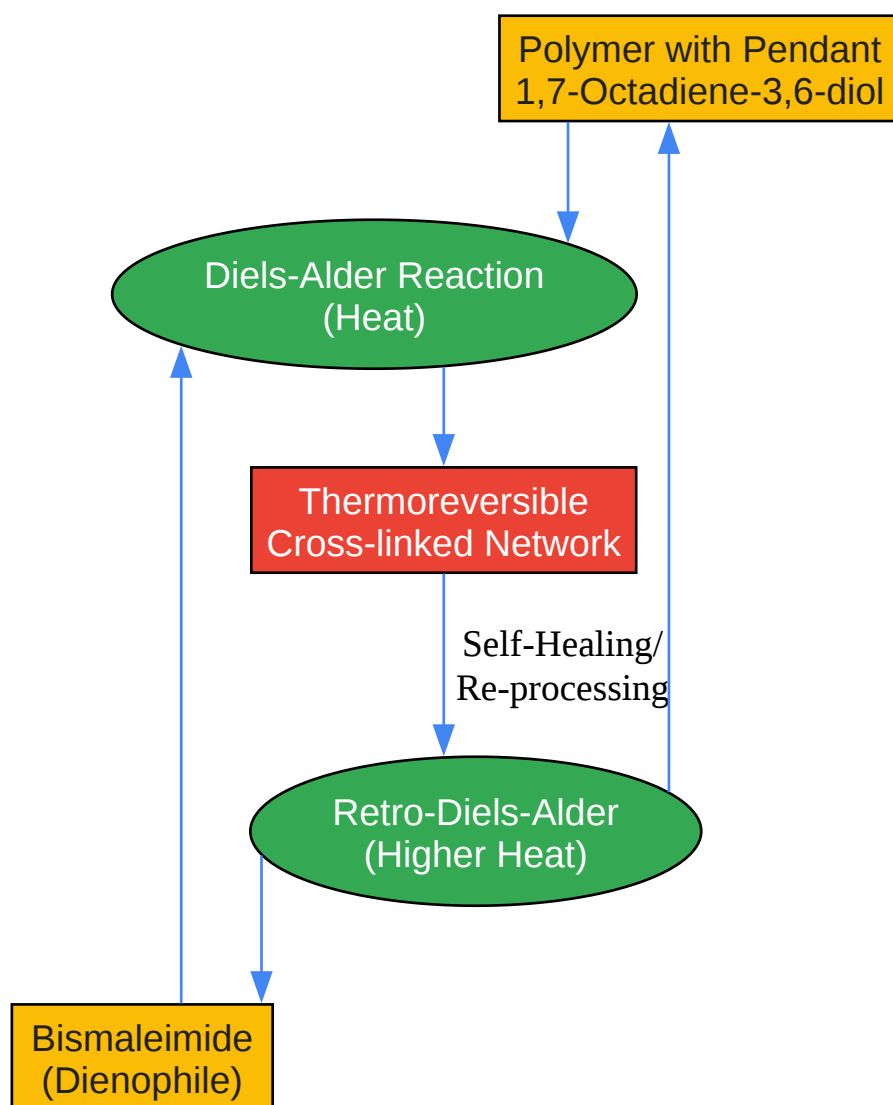 Polymer with Pendant
1,7-Octadiene-3,6-diol
Diels-Alder Reaction
(Heat)
Thermoreversible
Cross-linked Network
Self-Healing/
Re-processing
Retro-Diels-Alder
(Higher Heat)
Bismaleimide
(Dienophile)